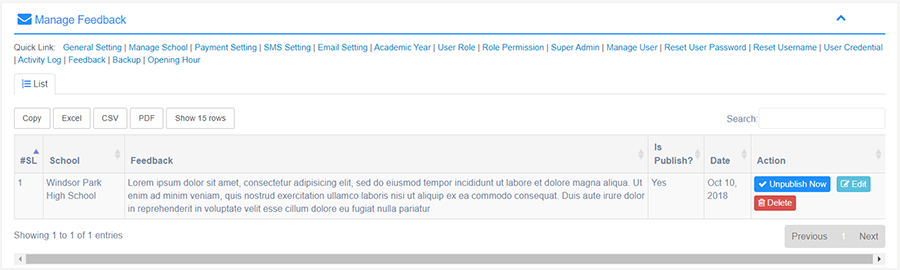 Manage Feedback
Quick Link: General Setting | Manage School | Payment Setting | SMS Setting | Email Setting | Academic Year | User Role | Role Permission | Super Admin | Manage User | Reset User Password | Reset Username | User Credential
| Activity Log | Feedback | Backup | Opening Hour
List
Copy Excel CSV PDF Show 15 rows Search:
#SL School Feedback Is Publish? Date Action
1 Windsor Park Lorem ipsum dolor sit amet, consectetur adipisicing elit, sed do eiusmod tempor incididunt ut labore et dolore magna aliqua. Ut Yes Oct 10, Unpublish Now Edit
High School enim ad minim veniam, quis nostrud exercitation ullamco laboris nisi ut aliquip ex ea commodo consequat. Duis aute irure dolor 2018
in reprehenderit in voluptate velit esse cillum dolore eu fugiat nulla pariatur Delete
Showing 1 to 1 of 1 entries Previous 1 Next